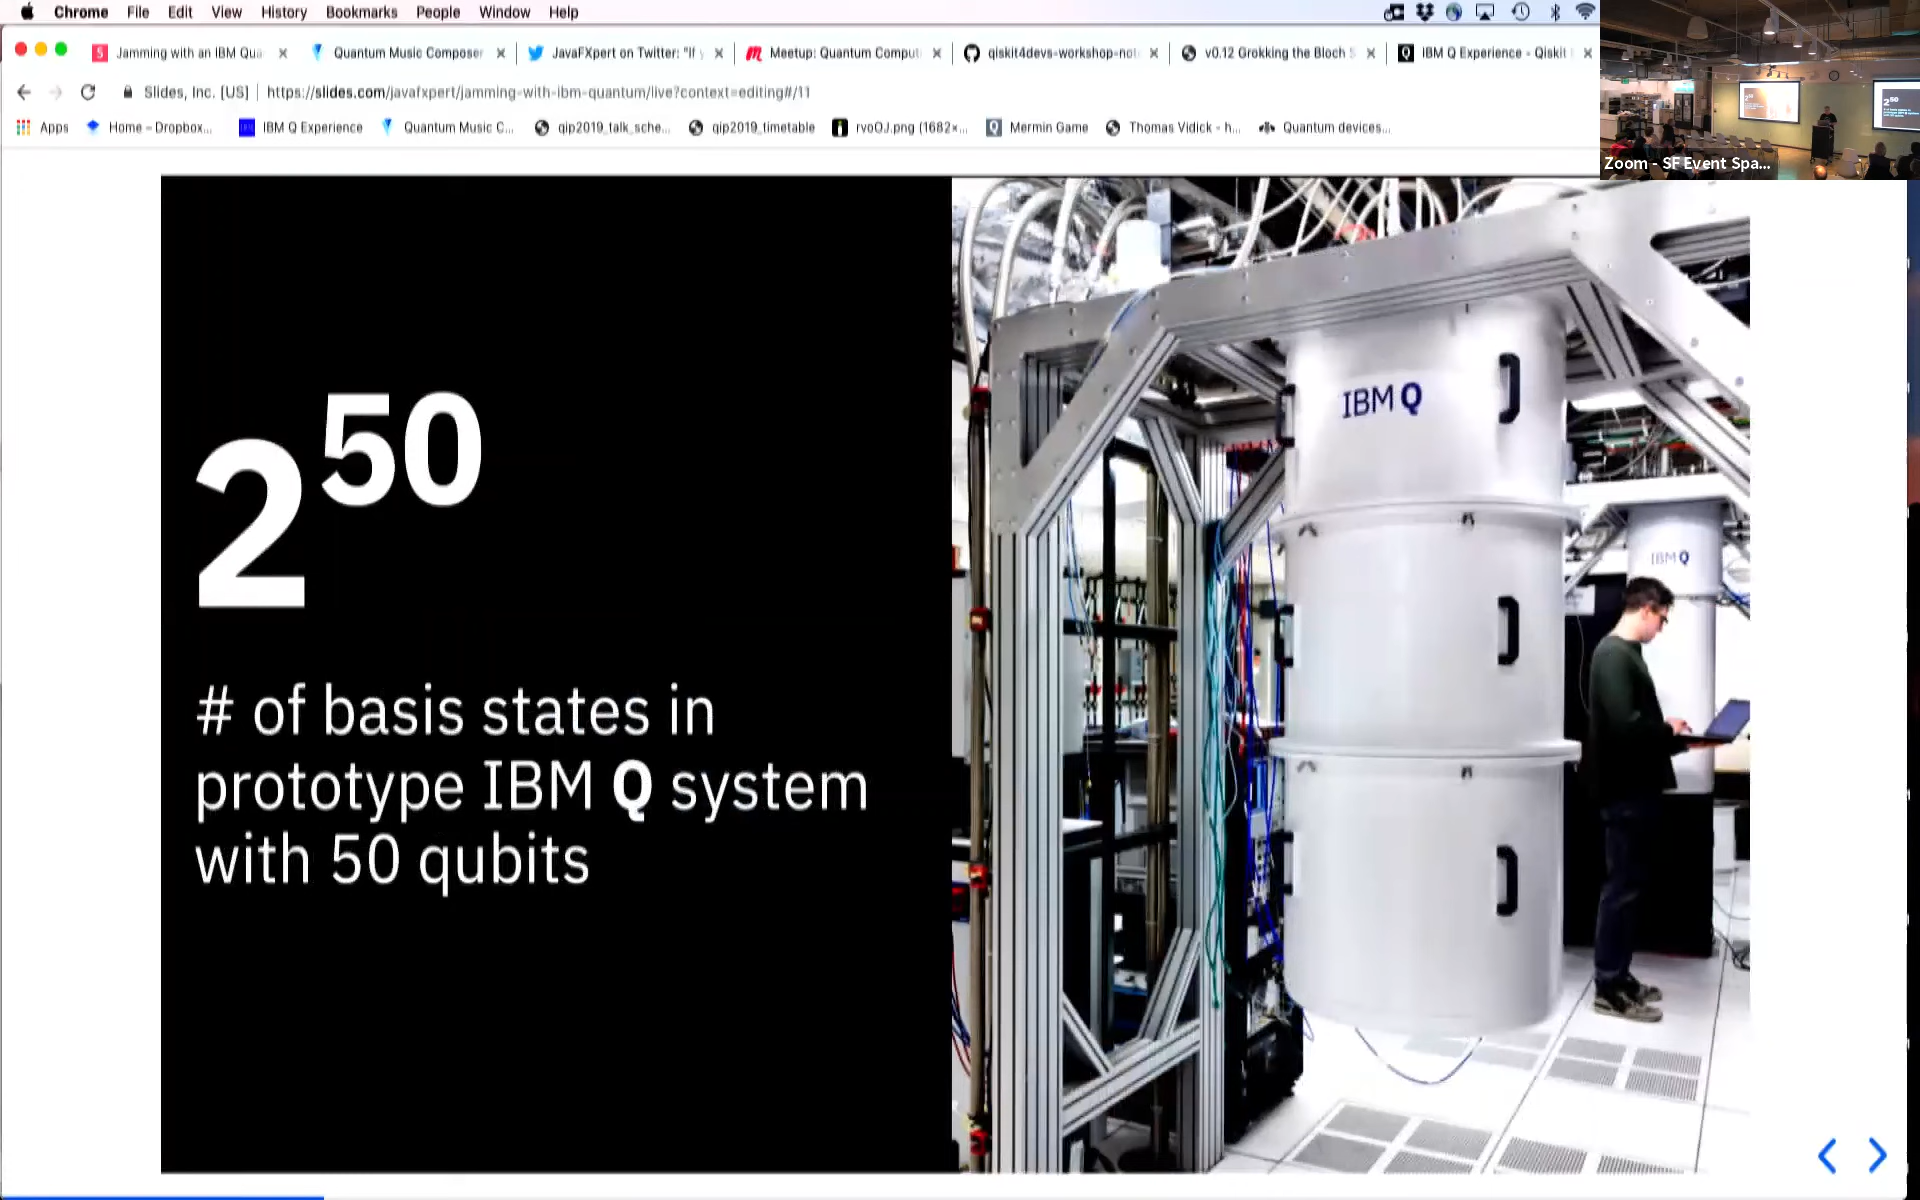 Chrome File Edit View History Bookmarks People Window Help
Jamming with an IBM Qua
Quantum Music Composer
JavaFXpert on Twitter: "If y
Meetup: Quantum Computi
qiskit4devs-workshop-not
v0.12 Grokking the Bloch S
IBM Q Experience - Qiskit
Slides, Inc. [US] https://slides.com/javafxpert/jamming-with-ibm-quantum/live?context=editing#/11
Apps Home - Dropbox... IBM Q Experience Quantum Music C... qip2019_talk_sche... qip2019_timetable rvoOJ.png (1682×... Mermin Game Thomas Vidick - h... Quantum devices...
Zoom - SF Event Spa...
2^50
# of basis states in
prototype IBM Q system
with 50 qubits
IBM Q
IBM Q